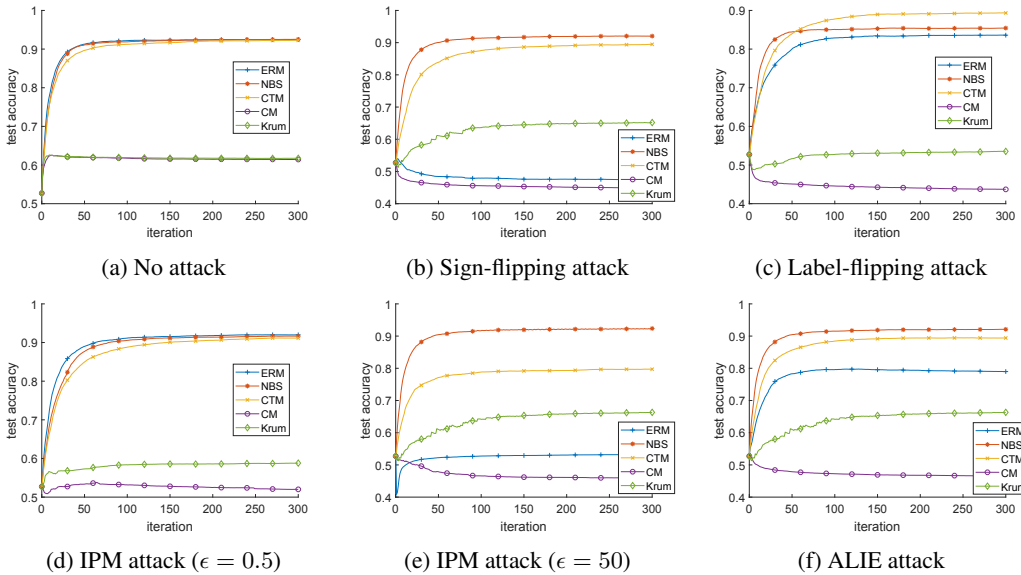 1
0.9
0.8
0.7
0.6
0.5
test accuracy
0 50 100 150 200 250 300
iteration
ERM
NBS
CTM
CM
Krum
(a) No attack
1
0.9
0.8
0.7
0.6
0.5
0.4
test accuracy
0 50 100 150 200 250 300
iteration
ERM
NBS
CTM
CM
Krum
(b) Sign-flipping attack
0.9
0.8
0.7
0.6
0.5
0.4
test accuracy
0 50 100 150 200 250 300
iteration
ERM
NBS
CTM
CM
Krum
(c) Label-flipping attack
1
0.9
0.8
0.7
0.6
0.5
test accuracy
0 50 100 150 200 250 300
iteration
ERM
NBS
CTM
CM
Krum
(d) IPM attack (ϵ = 0.5)
1
0.9
0.8
0.7
0.6
0.5
0.4
test accuracy
0 50 100 150 200 250 300
iteration
ERM
NBS
CTM
CM
Krum
(e) IPM attack (ϵ = 50)
1
0.9
0.8
0.7
0.6
0.5
0.4
test accuracy
0 50 100 150 200 250 300
iteration
ERM
NBS
CTM
CM
Krum
(f) ALIE attack